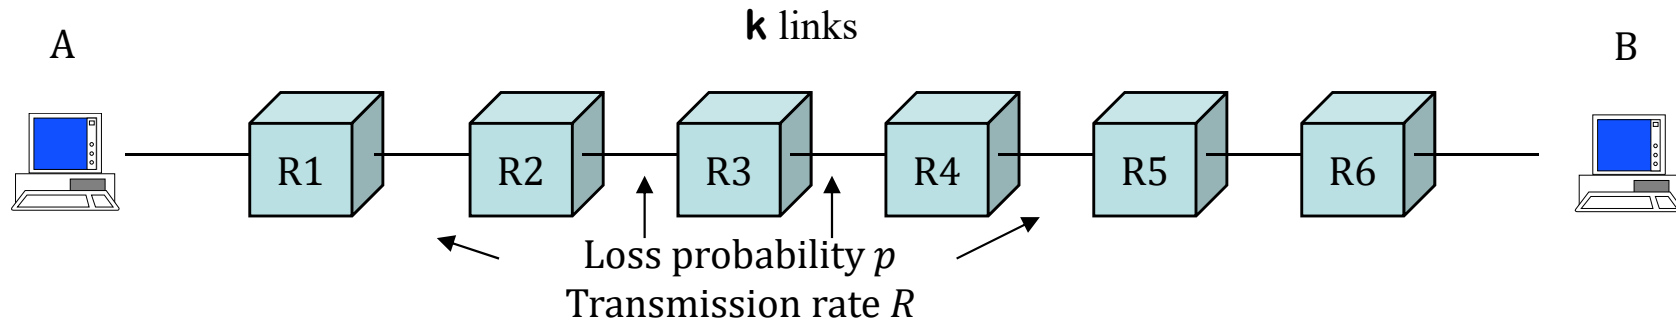 k links
A
B
R1 R2 R3 R4 R5 R6
Loss probability p
Transmission rate R